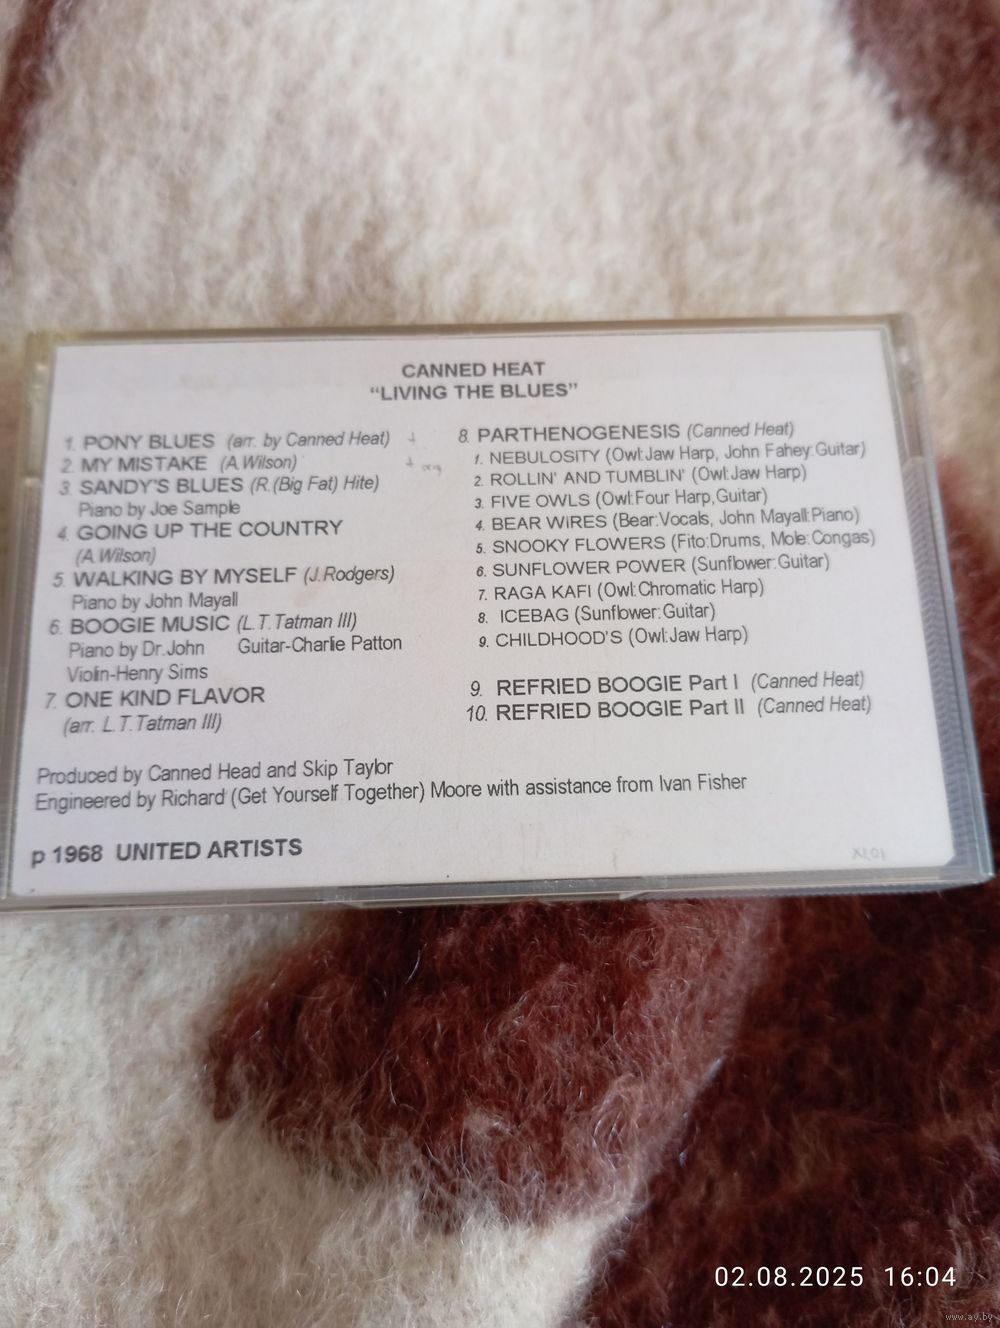 CANNED HEAT
“LIVING THE BLUES”
1. PONY BLUES (arr. by Canned Heat)
2. MY MISTAKE (A.Wilson)
3. SANDY'S BLUES (R.(Big Fat) Hite)
Piano by Joe Sample
4. GOING UP THE COUNTRY
(A.Wilson)
5. WALKING BY MYSELF (J.Rodgers)
Piano by John Mayall
6. BOOGIE MUSIC (L.T.Tatman III)
Piano by Dr.John Guitar-Charlie Patton
Violin-Henry Sims
7. ONE KIND FLAVOR
(arr. L.T.Tatman III)
8. PARTHENOGENESIS (Canned Heat)
1. NEBULOSITY (Owl:Jaw Harp, John Fahey:Guitar)
2. ROLLIN' AND TUMBLIN' (Owl:Jaw Harp)
3. FIVE OWLS (Owl:Four Harp,Guitar)
4. BEAR WIRES (Bear:Vocals, John Mayall:Piano)
5. SNOOKY FLOWERS (Fito:Drums, Mole:Congas)
6. SUNFLOWER POWER (Sunflower:Guitar)
7. RAGA KAFI (Owl:Chromatic Harp)
8. ICEBAG (Sunflower:Guitar)
9. CHILDHOOD'S (Owl:Jaw Harp)
9. REFRIED BOOGIE Part I (Canned Heat)
10. REFRIED BOOGIE Part II (Canned Heat)
Produced by Canned Head and Skip Taylor
Engineered by Richard (Get Yourself Together) Moore with assistance from Ivan Fisher
p 1968 UNITED ARTISTS
02.08.2025 16:04
www.ay.by